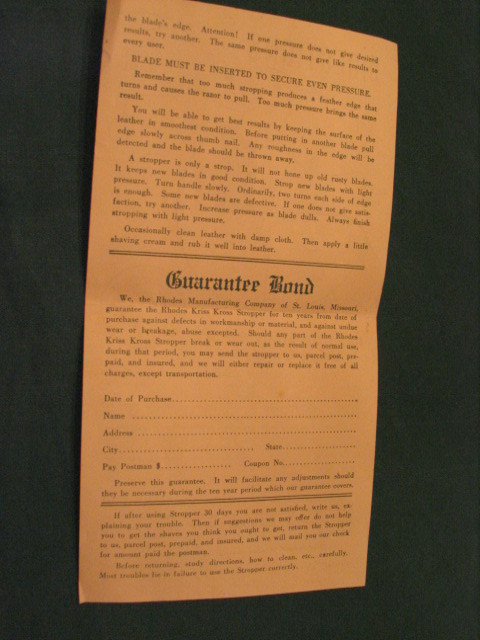 the blade's edge. Attention! If one pressure does not give desired
results, try another. The same pressure does not give like results to
every user.
BLADE MUST BE INSERTED TO SECURE EVEN PRESSURE.
Remember that too much stropping produces a feather edge that
turns and causes the razor to pull. Too much pressure brings the same
result.
You will be able to get best results by keeping the surface of the
leather in smoothest condition. Before putting in another blade pull
edge slowly across thumb nail. Any roughness in the edge will be
detected and the blade should be thrown away.
A stropper is only a strop. It will not hone up old rusty blades.
It keeps new blades in good condition. Strop new blades with light
pressure. Turn handle slowly. Ordinarily, two turns each side of edge
is enough. Some new blades are defective. If one does not give satis-
faction, try another. Increase pressure as blade dulls. Always finish
stropping with light pressure.
Occasionally clean leather with damp cloth. Then apply a little
shaving cream and rub it well into leather.
Guarantee Bond
We, the Rhodes Manufacturing Company of St. Louis, Missouri,
guarantee the Rhodes Kriss Kross Stropper for ten years from date of
purchase against defects in workmanship or material, and against undue
wear or breakage, abuse excepted. Should any part of the Rhodes
Kriss Kross Stropper break or wear out, as the result of normal use,
during that period, you may send the stropper to us, parcel post, pre-
paid, and insured, and we will either repair or replace it free of all
charges, except transportation.
Date of Purchase
Name
Address
City State
Pay Postman $ Coupon No.
Preserve this guarantee. It will facilitate any adjustments should
they be necessary during the ten year period which our guarantee covers.
If after using Stropper 30 days you are not satisfied, write us, ex-
plaining your trouble. Then if suggestions we may offer do not help
you to get the shaves you think you ought to get, return the Stropper
to us, parcel post, prepaid, and insured, and we will mail you our check
for amount paid the postman.
Before returning, study directions, how to clean, etc., carefully.
Most troubles lie in failure to use the Stropper correctly.